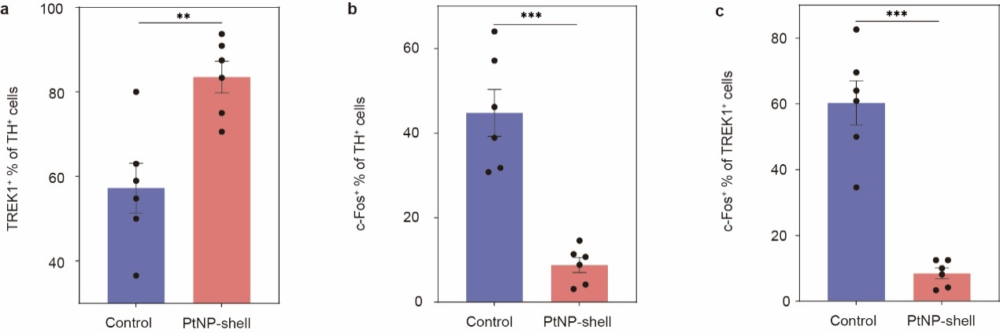 a
**
100
80
60
40
TREK1⁺ % of TH⁺ cells
Control
PtNP-shell
b
***
60
40
20
0
c-Fos⁺ % of TH⁺ cells
Control
PtNP-shell
c
***
80
60
40
20
0
c-Fos⁺ % of TREK1⁺ cells
Control
PtNP-shell